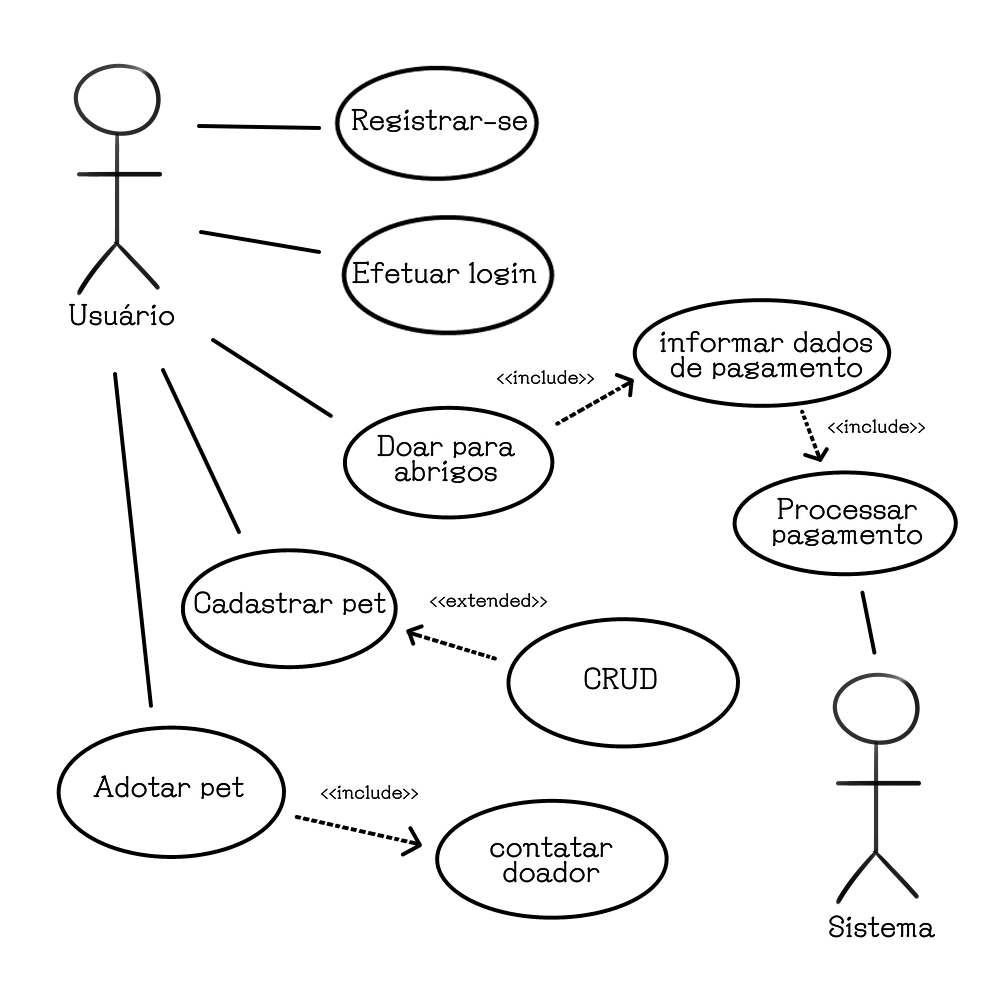 Registrar-se
Efetuar login
Usuário
informar dados
de pagamento
<<include>>
<<include>>
Doar para
abrigos
Processar
pagamento
Cadastrar pet
<<extended>>
CRUD
Adotar pet
<<include>>
contatar
doador
Sistema